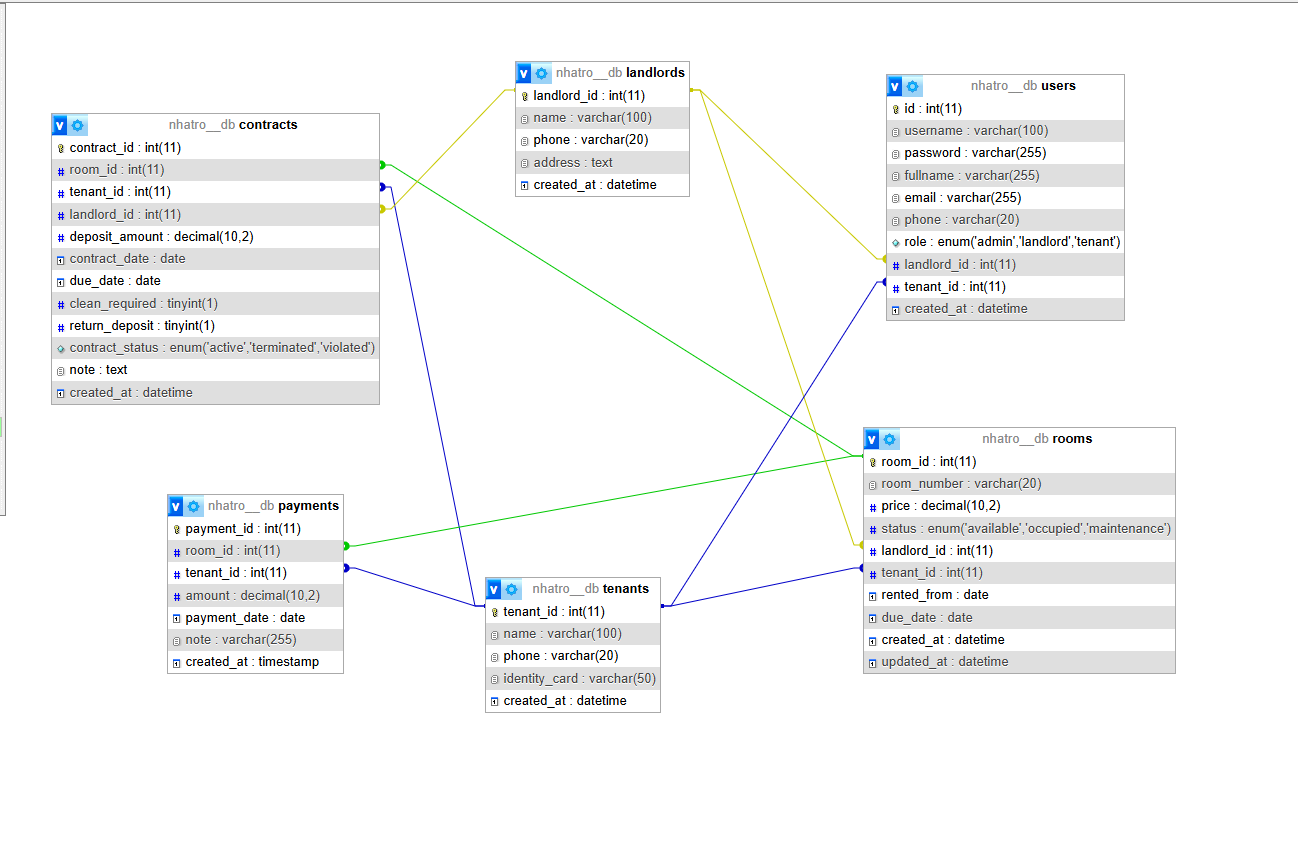 nhatro__db contracts
contract_id : int(11)
room_id : int(11)
tenant_id : int(11)
landlord_id : int(11)
deposit_amount : decimal(10,2)
contract_date : date
due_date : date
clean_required : tinyint(1)
return_deposit : tinyint(1)
contract_status : enum('active','terminated','violated')
note : text
created_at : datetime
nhatro__db landlords
landlord_id : int(11)
name : varchar(100)
phone : varchar(20)
address : text
created_at : datetime
nhatro__db users
id : int(11)
username : varchar(100)
password : varchar(255)
fullname : varchar(255)
email : varchar(255)
phone : varchar(20)
role : enum('admin','landlord','tenant')
landlord_id : int(11)
tenant_id : int(11)
created_at : datetime
nhatro__db payments
payment_id : int(11)
room_id : int(11)
tenant_id : int(11)
amount : decimal(10,2)
payment_date : date
note : varchar(255)
created_at : timestamp
nhatro__db tenants
tenant_id : int(11)
name : varchar(100)
phone : varchar(20)
identity_card : varchar(50)
created_at : datetime
nhatro__db rooms
room_id : int(11)
room_number : varchar(20)
price : decimal(10,2)
status : enum('available','occupied','maintenance')
landlord_id : int(11)
tenant_id : int(11)
rented_from : date
due_date : date
created_at : datetime
updated_at : datetime